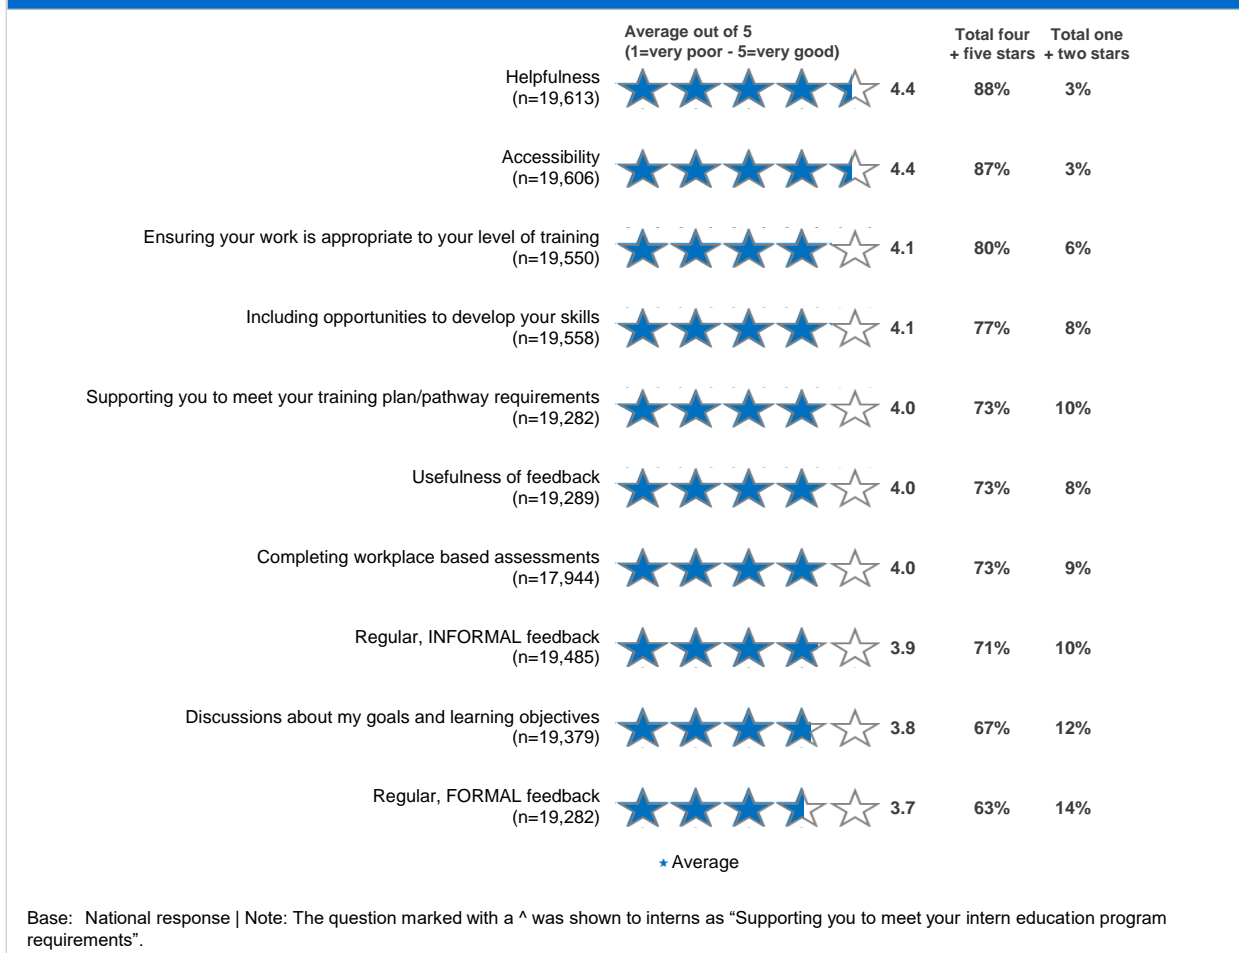 Average out of 5
(1=very poor - 5=very good)
Total four
+ five stars
Total one
+ two stars
Helpfulness
(n=19,613)
4.4
88%
3%
Accessibility
(n=19,606)
4.4
87%
3%
Ensuring your work is appropriate to your level of training
(n=19,550)
4.1
80%
6%
Including opportunities to develop your skills
(n=19,558)
4.1
77%
8%
Supporting you to meet your training plan/pathway requirements
(n=19,282)
4.0
73%
10%
Usefulness of feedback
(n=19,289)
4.0
73%
8%
Completing workplace based assessments
(n=17,944)
4.0
73%
9%
Regular, INFORMAL feedback
(n=19,485)
3.9
71%
10%
Discussions about my goals and learning objectives
(n=19,379)
3.8
67%
12%
Regular, FORMAL feedback
(n=19,282)
3.7
63%
14%
Average
Base: National response | Note: The question marked with a ^ was shown to interns as “Supporting you to meet your intern education program
requirements”.